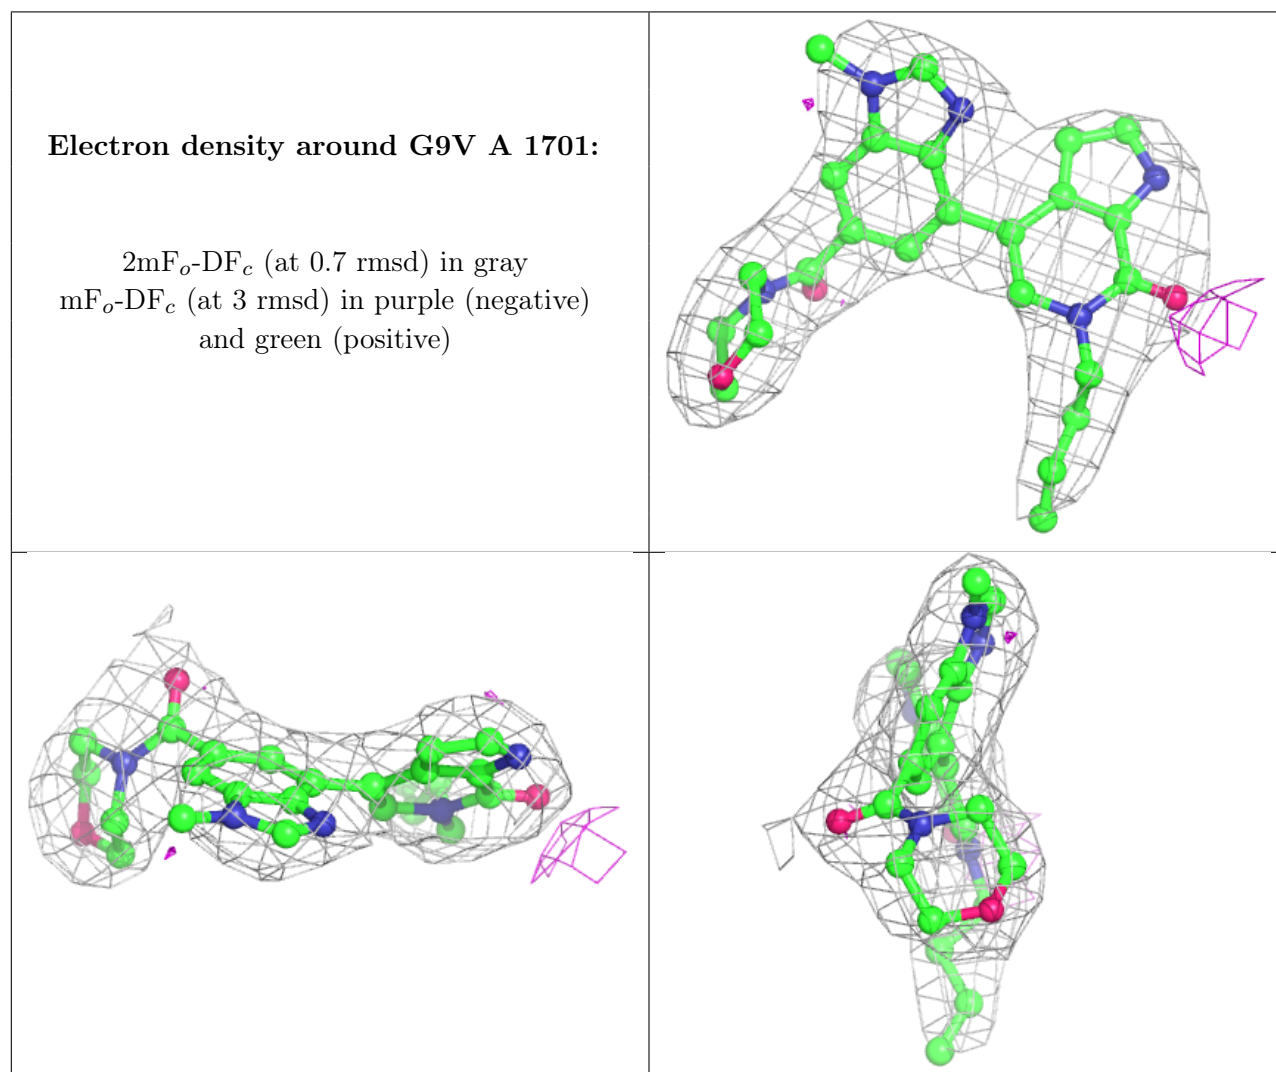 Electron density around G9V A 1701:
2mFo-DFc (at 0.7 rmsd) in gray
mFo-DFc (at 3 rmsd) in purple (negative)
and green (positive)